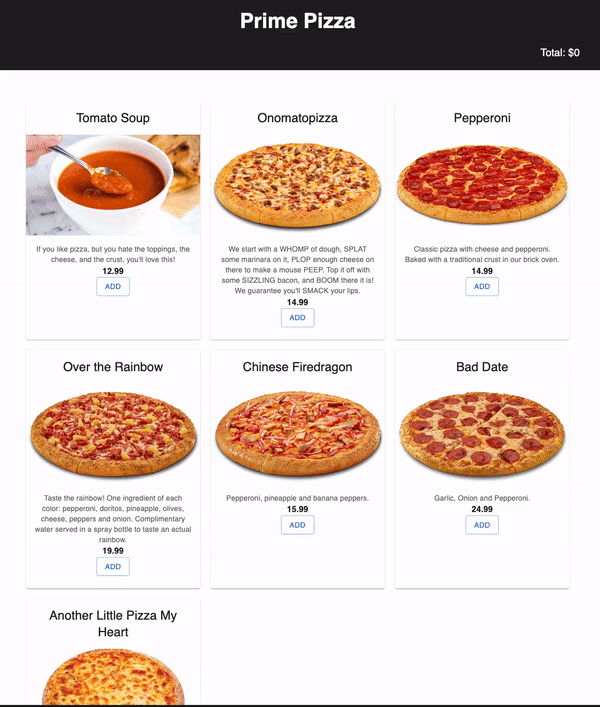 Prime Pizza
Total: $0
Tomato Soup
If you like pizza, but you hate the toppings, the
cheese, and the crust, you'll love this!
12.99
ADD
Onomatopizza
We start with a WHOMP of dough, SPLAT
some marinara on it, PLOP enough cheese on
there to make a mouse PEEP. Top it off with
some SIZZLING bacon, and BOOM there it is!
We guarantee you'll SMACK your lips.
14.99
ADD
Pepperoni
Classic pizza with cheese and pepperoni.
Baked with a traditional crust in our brick oven.
14.99
ADD
Over the Rainbow
Taste the rainbow! One ingredient of each
color: pepperoni, doritos, pineapple, olives,
cheese, peppers and onion. Complimentary
water served in a spray bottle to taste an actual
rainbow.
19.99
ADD
Chinese Firedragon
Pepperoni, pineapple and banana peppers.
15.99
ADD
Bad Date
Garlic, Onion and Pepperoni.
24.99
ADD
Another Little Pizza My
Heart